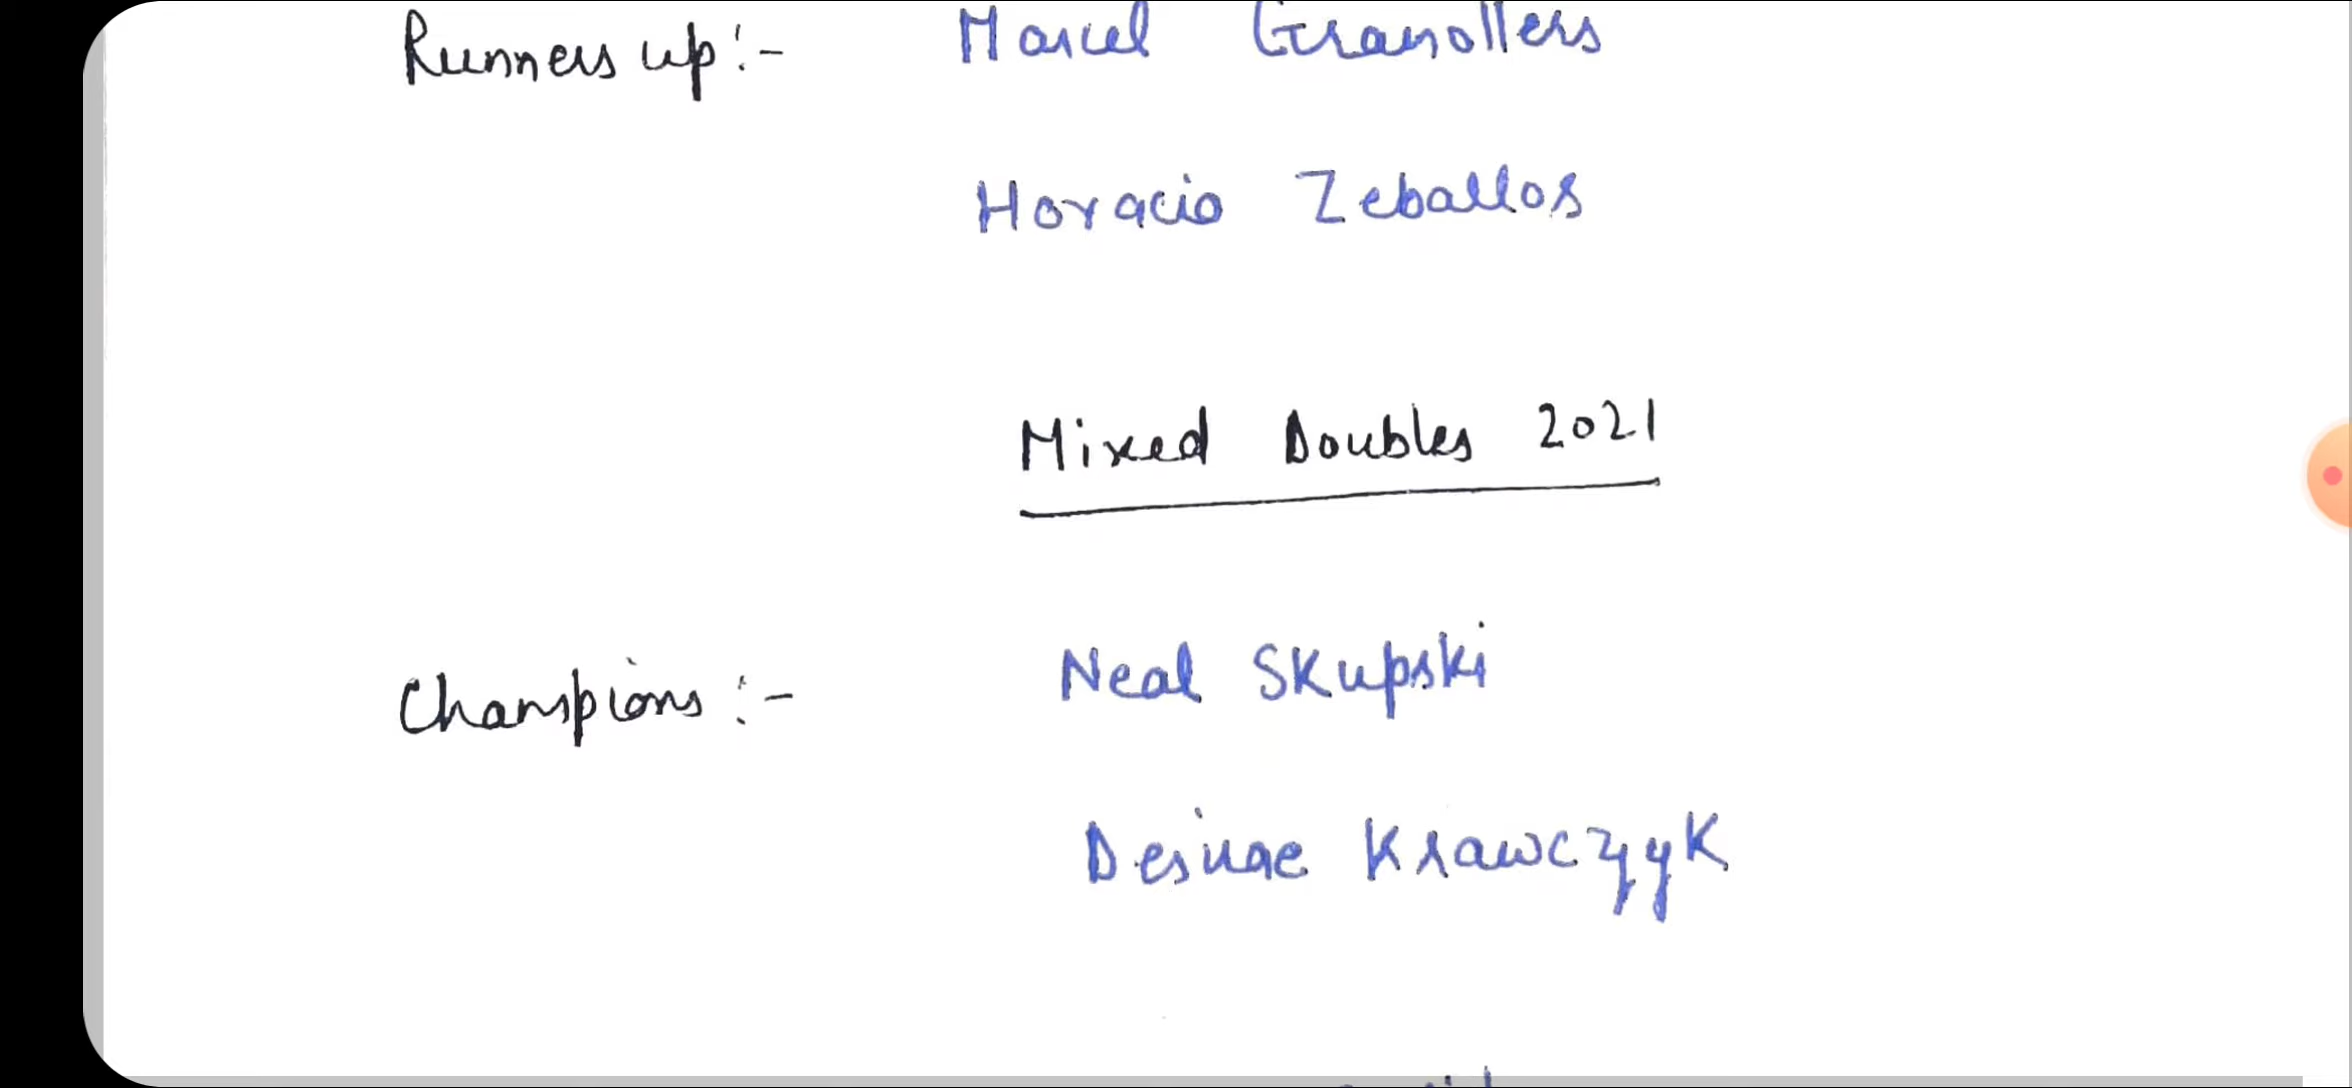 Runners up :- Marcel Granollers
Horacio Zeballos
Mixed Doubles 2021
Champions :- Neal Skupski
Desirae Krawczyk